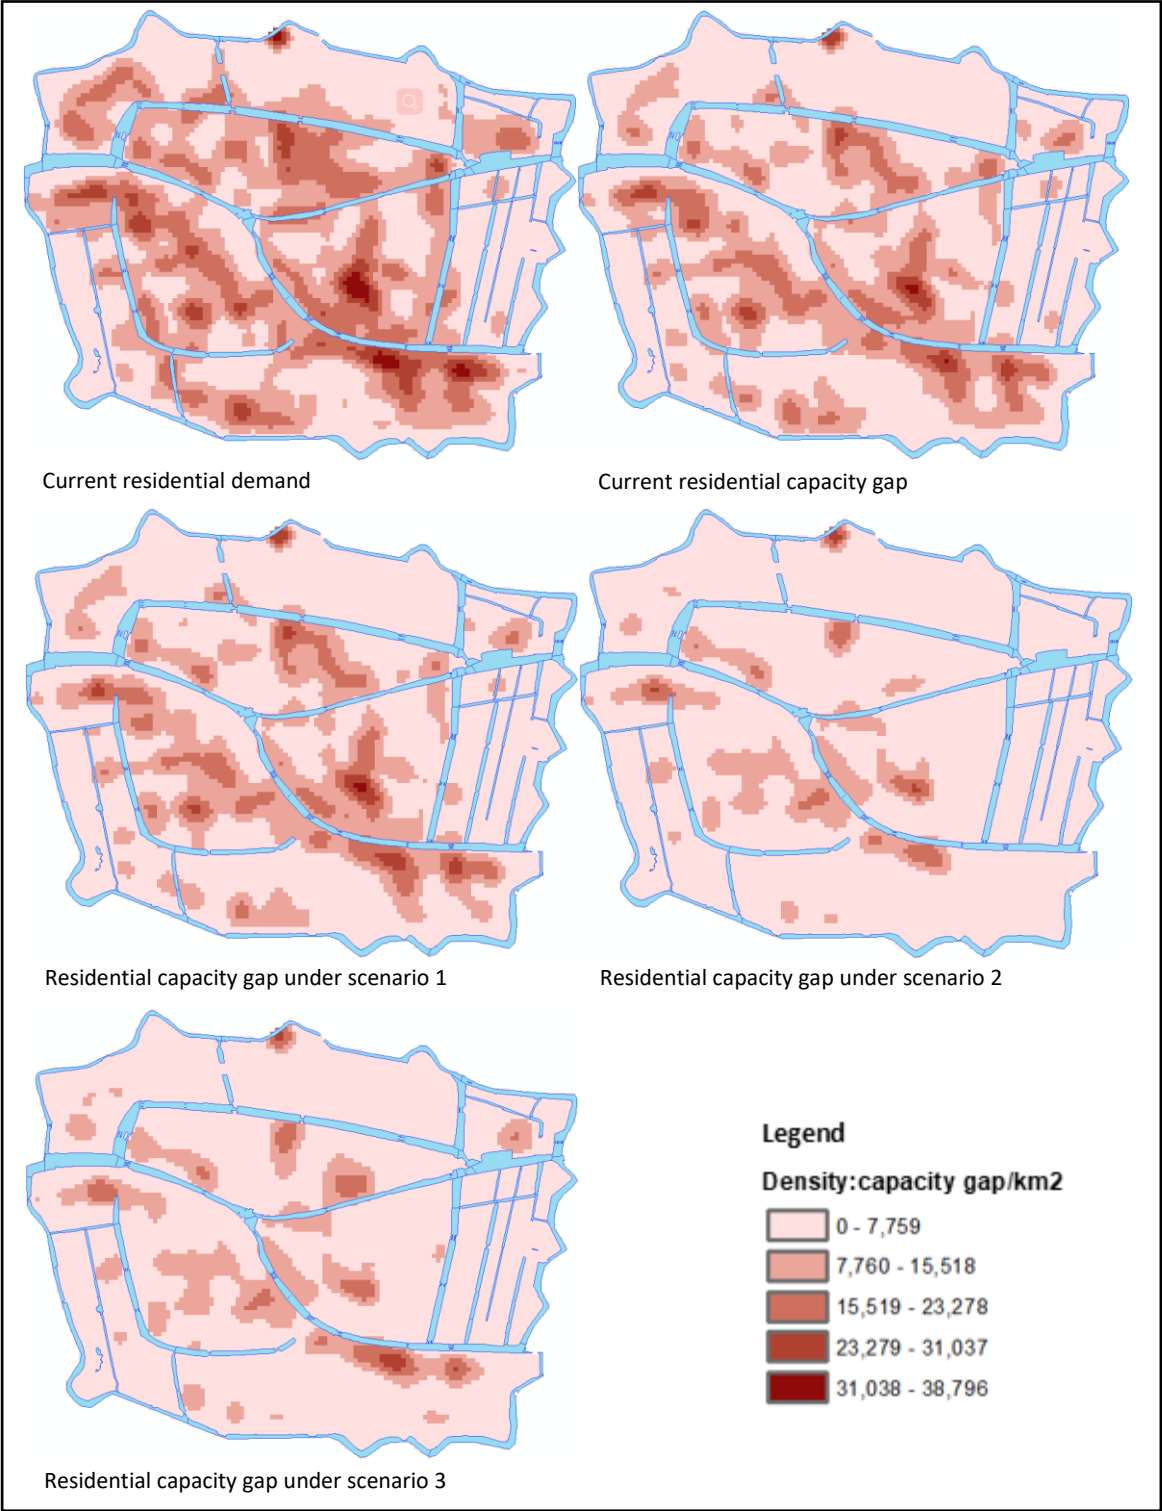 Current residential demand
Current residential capacity gap
Residential capacity gap under scenario 1
Residential capacity gap under scenario 2
Residential capacity gap under scenario 3
Legend
Density:capacity gap/km2
0 - 7,759
7,760 - 15,518
15,519 - 23,278
23,279 - 31,037
31,038 - 38,796